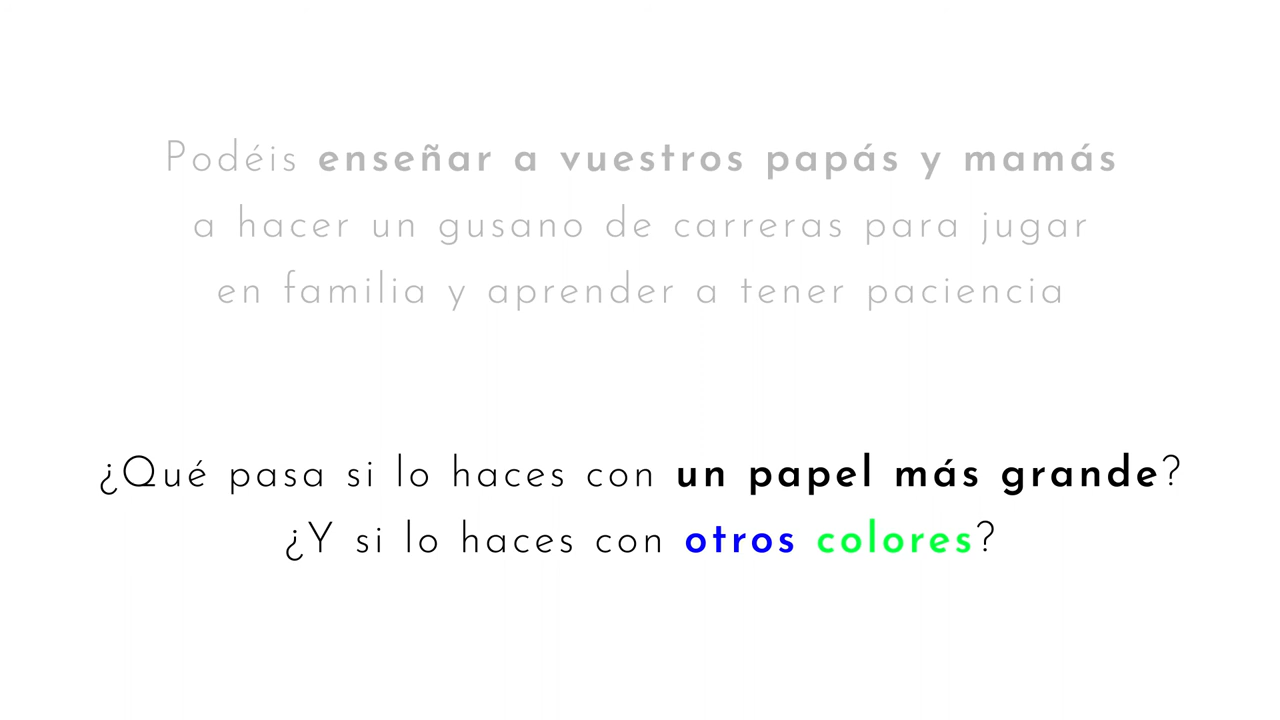 Podéis enseñar a vuestros papás y mamás
a hacer un gusano de carreras para jugar
en familia y aprender a tener paciencia
¿Qué pasa si lo haces con un papel más grande?
¿Y si lo haces con otros colores?